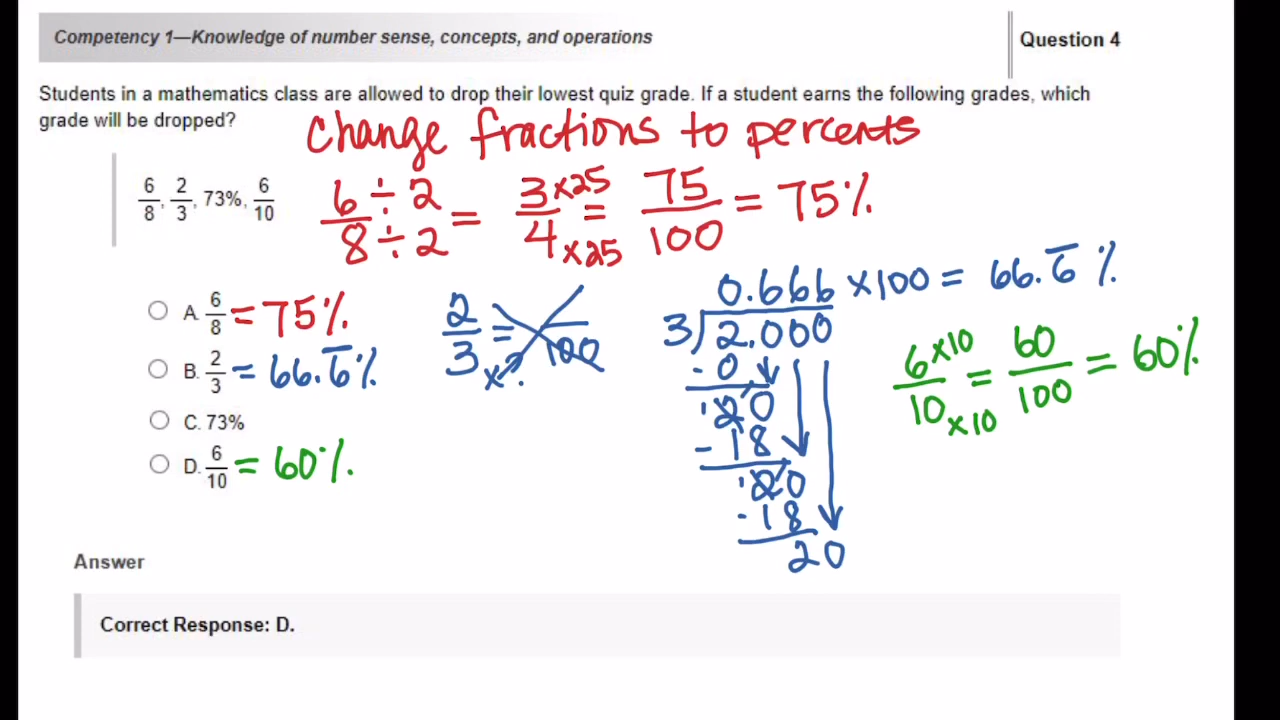 Competency 1—Knowledge of number sense, concepts, and operations
Question 4
Students in a mathematics class are allowed to drop their lowest quiz grade. If a student earns the following grades, which
grade will be dropped?
change fractions to percents
6/8, 2/3, 73%, 6/10
6 ÷ 2 / 8 ÷ 2 = 3 ×25 / 4 ×25 = 75/100 = 75%
A. 6/8 = 75%
B. 2/3 = 66.6̅%
C. 73%
D. 6/10 = 60%
2/3 ×? = /100
0.666 ×100 = 66.6̅%
3)2.000
-0
20
-18
20
-18
20
6 ×10 / 10 ×10 = 60/100 = 60%
Answer
Correct Response: D.